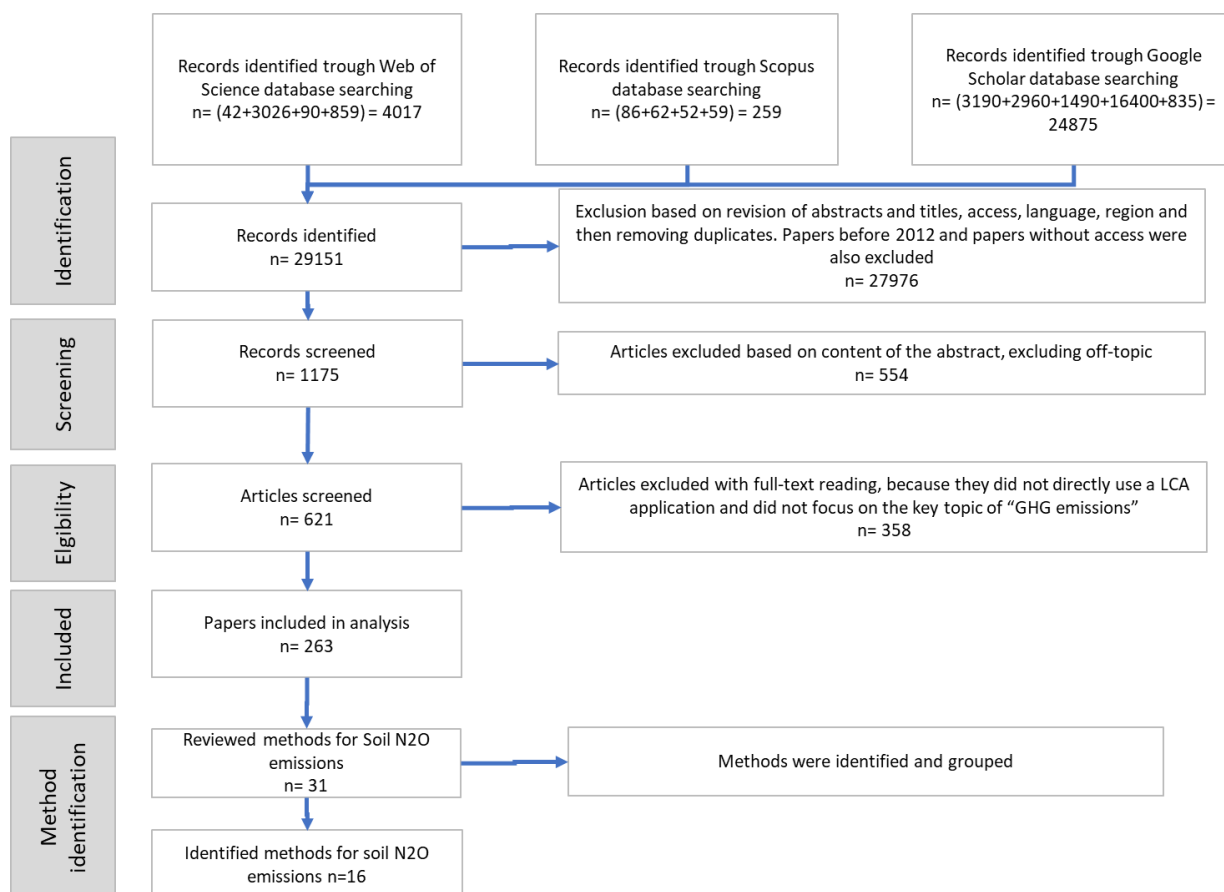 Records identified trough Web of
Science database searching
n= (42+3026+90+859) = 4017
Records identified trough Scopus
database searching
n= (86+62+52+59) = 259
Records identified trough Google
Scholar database searching
n= (3190+2960+1490+16400+835) =
24875
Identification
Records identified
n= 29151
Exclusion based on revision of abstracts and titles, access, language, region and
then removing duplicates. Papers before 2012 and papers without access were
also excluded
n= 27976
Screening
Records screened
n= 1175
Articles excluded based on content of the abstract, excluding off-topic
n= 554
Elgibility
Articles screened
n= 621
Articles excluded with full-text reading, because they did not directly use a LCA
application and did not focus on the key topic of “GHG emissions”
n= 358
Included
Papers included in analysis
n= 263
Method
identification
Reviewed methods for Soil N2O
emissions
n= 31
Methods were identified and grouped
Identified methods for soil N2O
emissions n=16